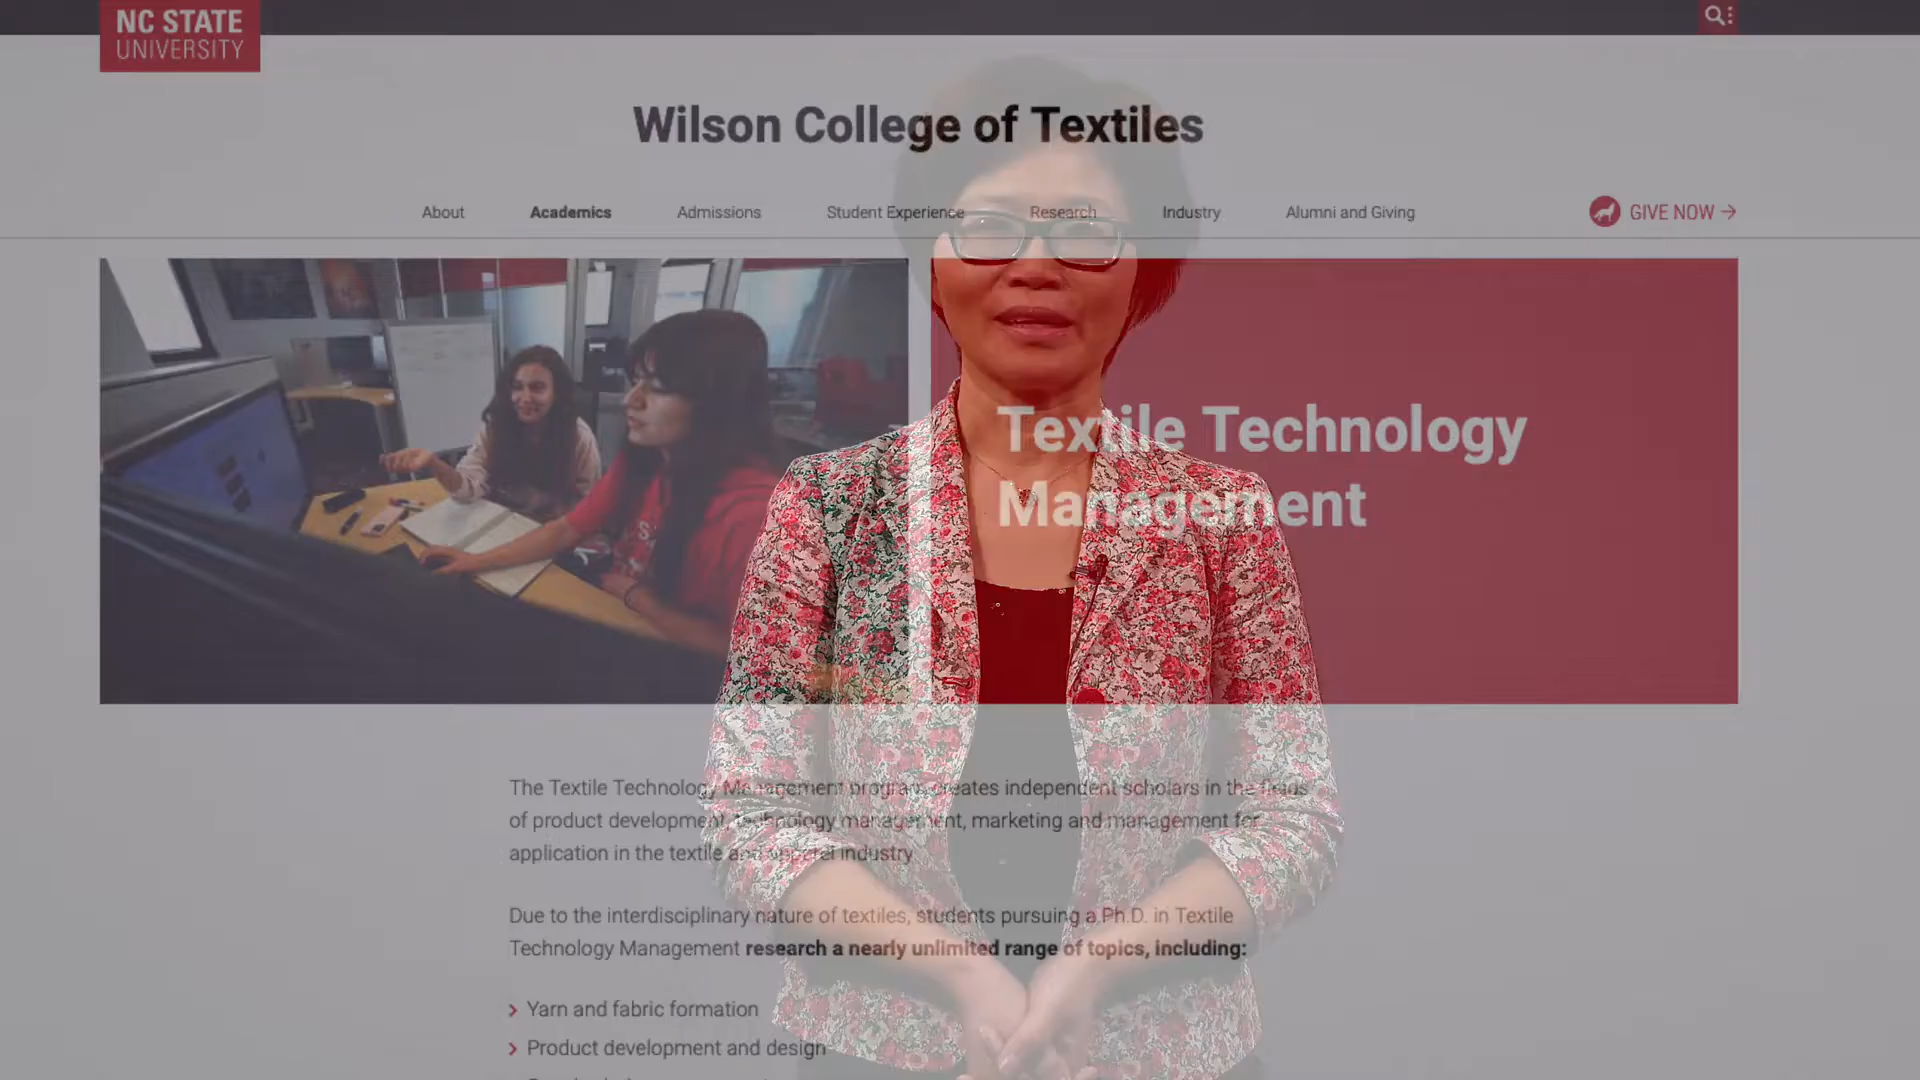 NC STATE
UNIVERSITY
Wilson College of Textiles
About Academics Admissions Student Experience Research Industry Alumni and Giving GIVE NOW
Textile Technology
Management
The Textile Technology Management program creates independent scholars in the fields
of product development, technology management, marketing and management for
application in the textile and apparel industry
Due to the interdisciplinary nature of textiles, students pursuing a Ph.D. in Textile
Technology Management research a nearly unlimited range of topics, including:
Yarn and fabric formation
Product development and design